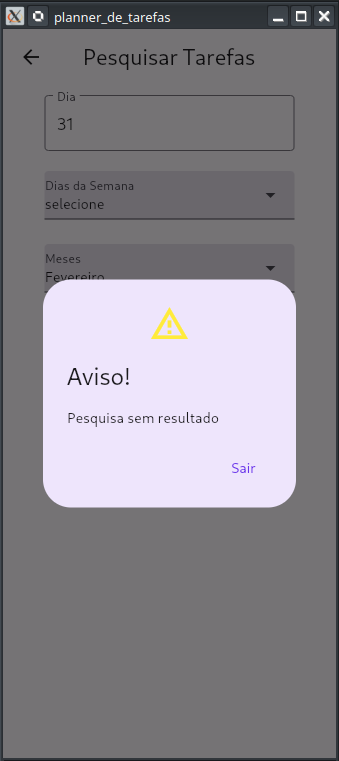 planner_de_tarefas
Pesquisar Tarefas
Dia
31
Dias da Semana
selecione
Meses
Fevereiro
Aviso!
Pesquisa sem resultado
Sair